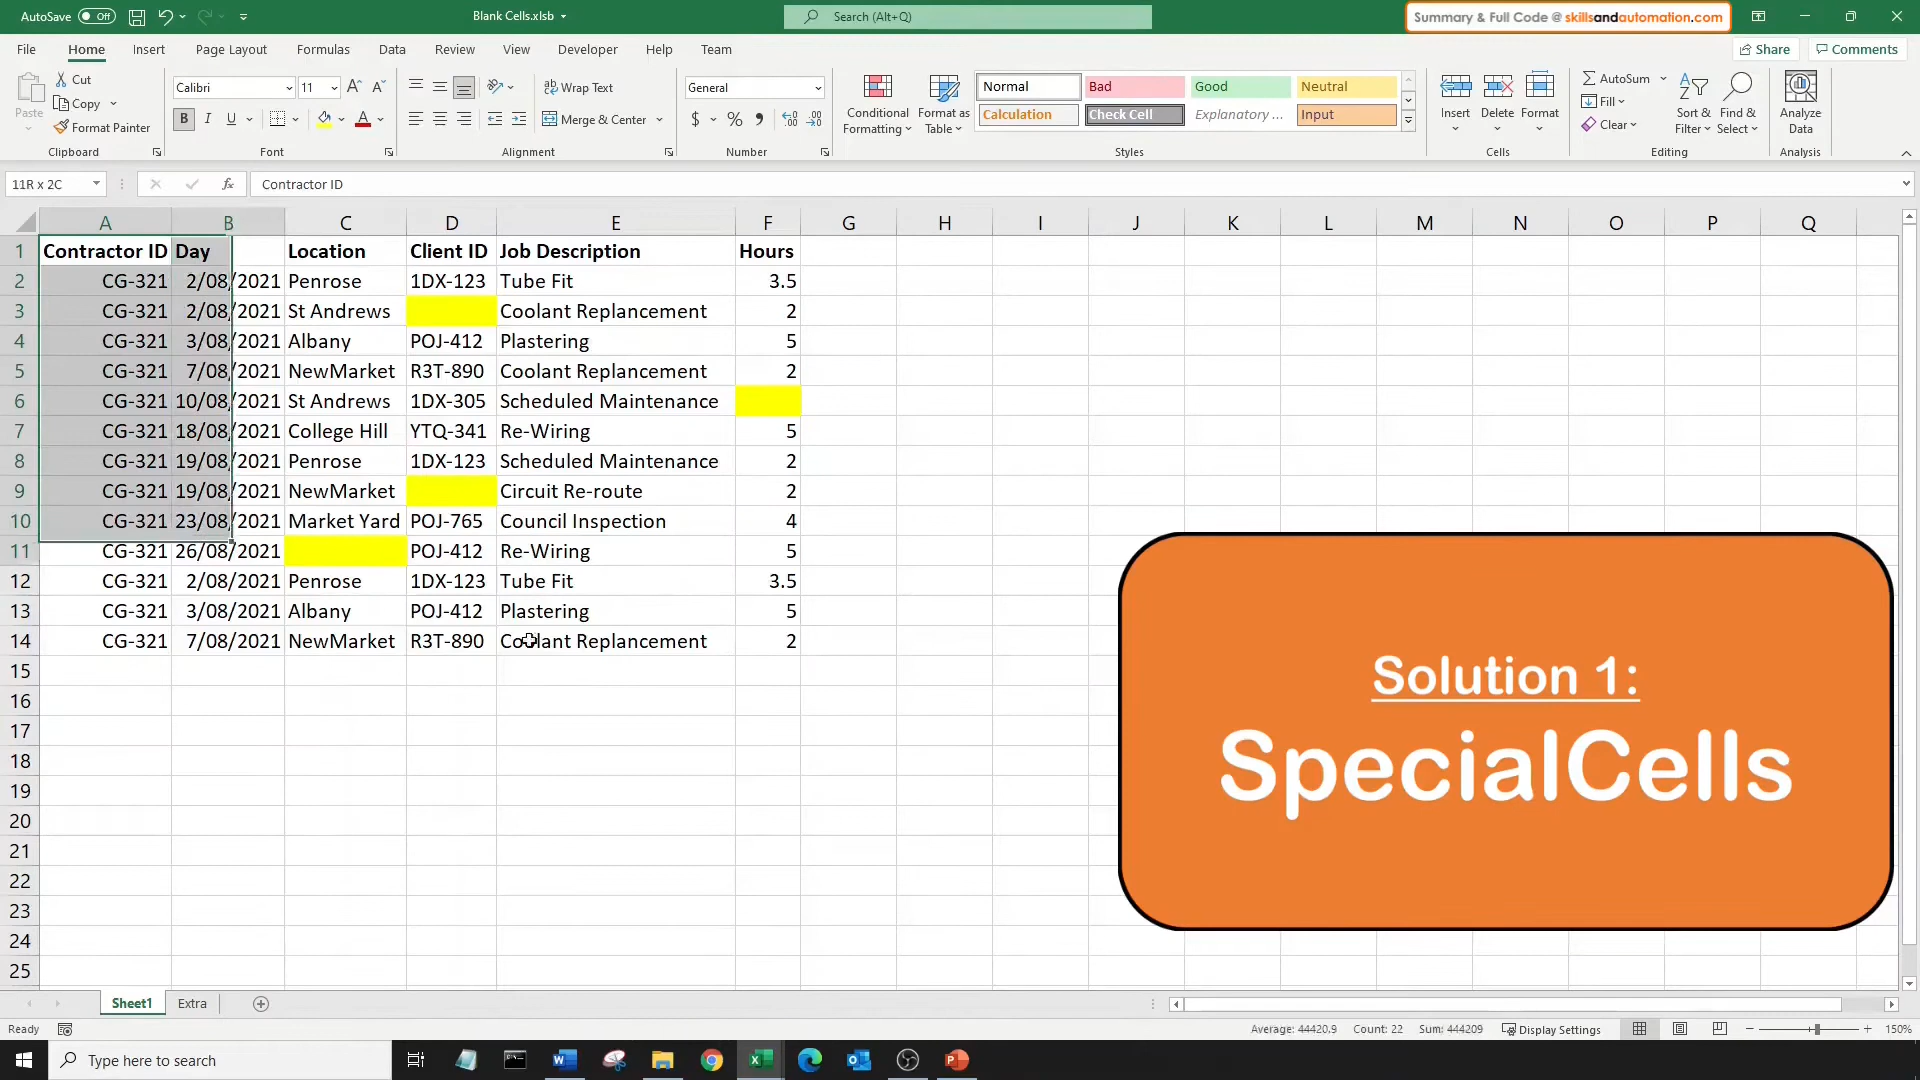 AutoSave Off
Blank Cells.xlsb
Search (Alt+Q)
Summary & Full Code @ skillsandautomation.com
File Home Insert Page Layout Formulas Data Review View Developer Help Team
Share Comments
Paste
Cut
Copy
Format Painter
Clipboard
Calibri 11
B I U
Font
Wrap Text
Merge & Center
Alignment
General
$ % ,
Number
Conditional Formatting
Format as Table
Normal Bad Good Neutral
Calculation Check Cell Explanatory ... Input
Styles
Insert Delete Format
Cells
AutoSum
Fill
Clear
Sort & Filter
Find & Select
Editing
Analyze Data
Analysis
11R x 2C
fx
Contractor ID
A B C D E F G H I J K L M N O P Q
1 Contractor ID Day Location Client ID Job Description Hours
2 CG-321 2/08/2021 Penrose 1DX-123 Tube Fit 3.5
3 CG-321 2/08/2021 St Andrews Coolant Replancement 2
4 CG-321 3/08/2021 Albany POJ-412 Plastering 5
5 CG-321 7/08/2021 NewMarket R3T-890 Coolant Replancement 2
6 CG-321 10/08/2021 St Andrews 1DX-305 Scheduled Maintenance
7 CG-321 18/08/2021 College Hill YTQ-341 Re-Wiring 5
8 CG-321 19/08/2021 Penrose 1DX-123 Scheduled Maintenance 2
9 CG-321 19/08/2021 NewMarket Circuit Re-route 2
10 CG-321 23/08/2021 Market Yard POJ-765 Council Inspection 4
11 CG-321 26/08/2021 POJ-412 Re-Wiring 5
12 CG-321 2/08/2021 Penrose 1DX-123 Tube Fit 3.5
13 CG-321 3/08/2021 Albany POJ-412 Plastering 5
14 CG-321 7/08/2021 NewMarket R3T-890 Coolant Replancement 2
15
16
17
18
19
20
21
22
23
24
25
Solution 1:
SpecialCells
Sheet1 Extra
Ready
Average: 44420.9 Count: 22 Sum: 444209 Display Settings 150%
Type here to search